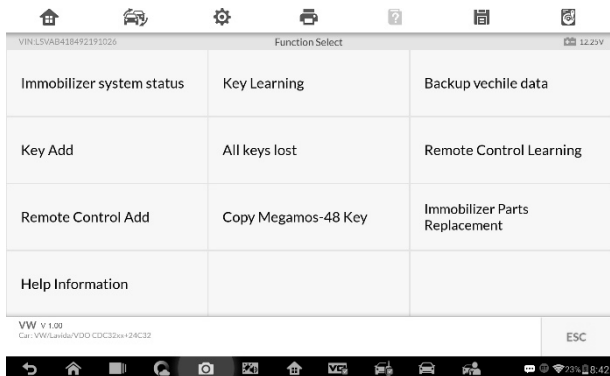 VIN:LSVAB418492191026 Function Select 12.25V
Immobilizer system status Key Learning Backup vechile data
Key Add All keys lost Remote Control Learning
Remote Control Add Copy Megamos-48 Key Immobilizer Parts
Replacement
Help Information
VW V 1.00
Car: VW/Lavida/VDO CDC32xx+24C32
ESC
23% 8:42